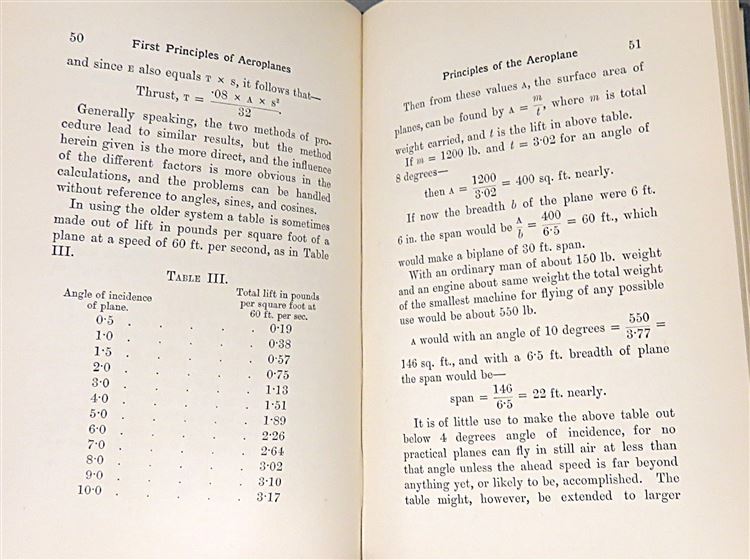 50
First Principles of Aeroplanes
and since E also equals T × S, it follows that—
Thrust, T = ·08 × A × S² / 32 .
Generally speaking, the two methods of pro-
cedure lead to similar results, but the method
herein given is the more direct, and the influence
of the different factors is more obvious in the
calculations, and the problems can be handled
without reference to angles, sines, and cosines.
In using the older system a table is sometimes
made out of lift in pounds per square foot of a
plane at a speed of 60 ft. per second, as in Table
III.
TABLE III.
Angle of incidence of plane. Total lift in pounds per square foot at 60 ft. per sec.
0·5 . . . . . 0·19
1·0 . . . . . 0·38
1·5 . . . . . 0·57
2·0 . . . . . 0·75
3·0 . . . . . 1·13
4·0 . . . . . 1·51
5·0 . . . . . 1·89
6·0 . . . . . 2·26
7·0 . . . . . 2·64
8·0 . . . . . 3·02
9·0 . . . . . 3·10
10·0 . . . . . 3·17
Principles of the Aeroplane
51
Then from these values A, the surface area of
planes, can be found by A = m/t, where m is total
weight carried, and t is the lift in above table.
If m = 1200 lb. and t = 3·02 for an angle of
8 degrees—
then A = 1200/3·02 = 400 sq. ft. nearly.
If now the breadth b of the plane were 6 ft.
6 in. the span would be A/b = 400/6·5 = 60 ft., which
would make a biplane of 30 ft. span.
With an ordinary man of about 150 lb. weight
and an engine about same weight the total weight
of the smallest machine for flying of any possible
use would be about 550 lb.
A would with an angle of 10 degrees = 550/3·77 =
146 sq. ft., and with a 6·5 ft. breadth of plane
the span would be—
span = 146/6·5 = 22 ft. nearly.
It is of little use to make the above table out
below 4 degrees angle of incidence, for no
practical planes can fly in still air at less than
that angle unless the ahead speed is far beyond
anything yet, or likely to be, accomplished. The
table might, however, be extended to larger